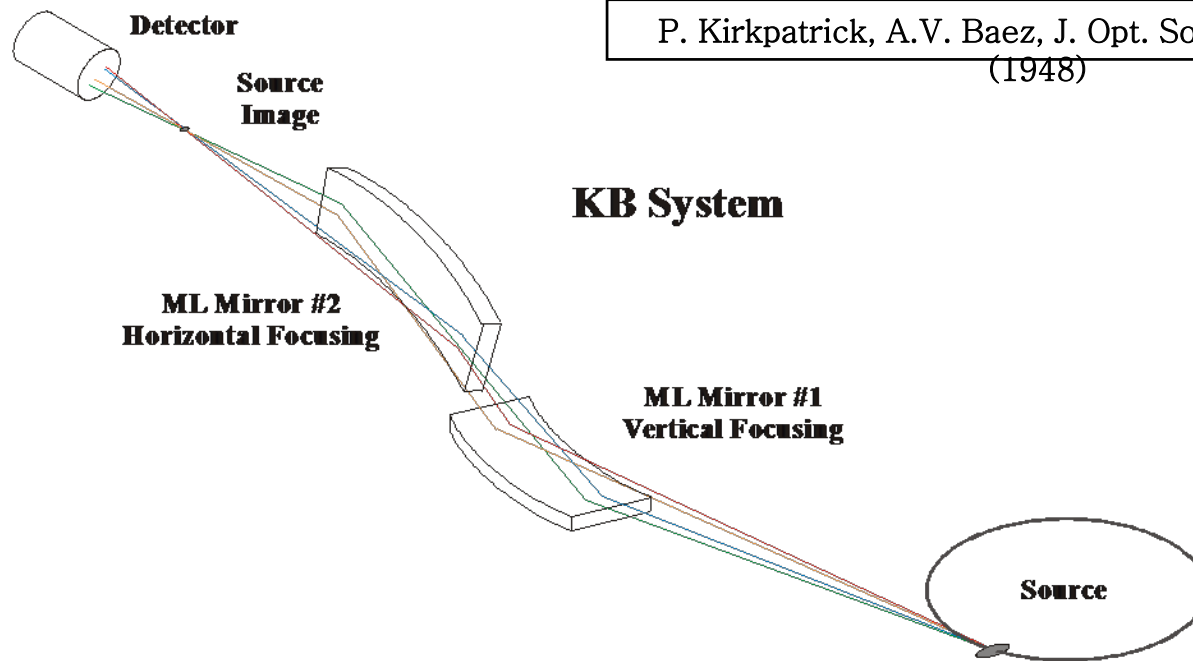 Detector
P. Kirkpatrick, A.V. Baez, J. Opt.
(1948)
Source
Image
KB System
ML Mirror #2
Horizontal Focusing
ML Mirror #1
Vertical Focusing
Source